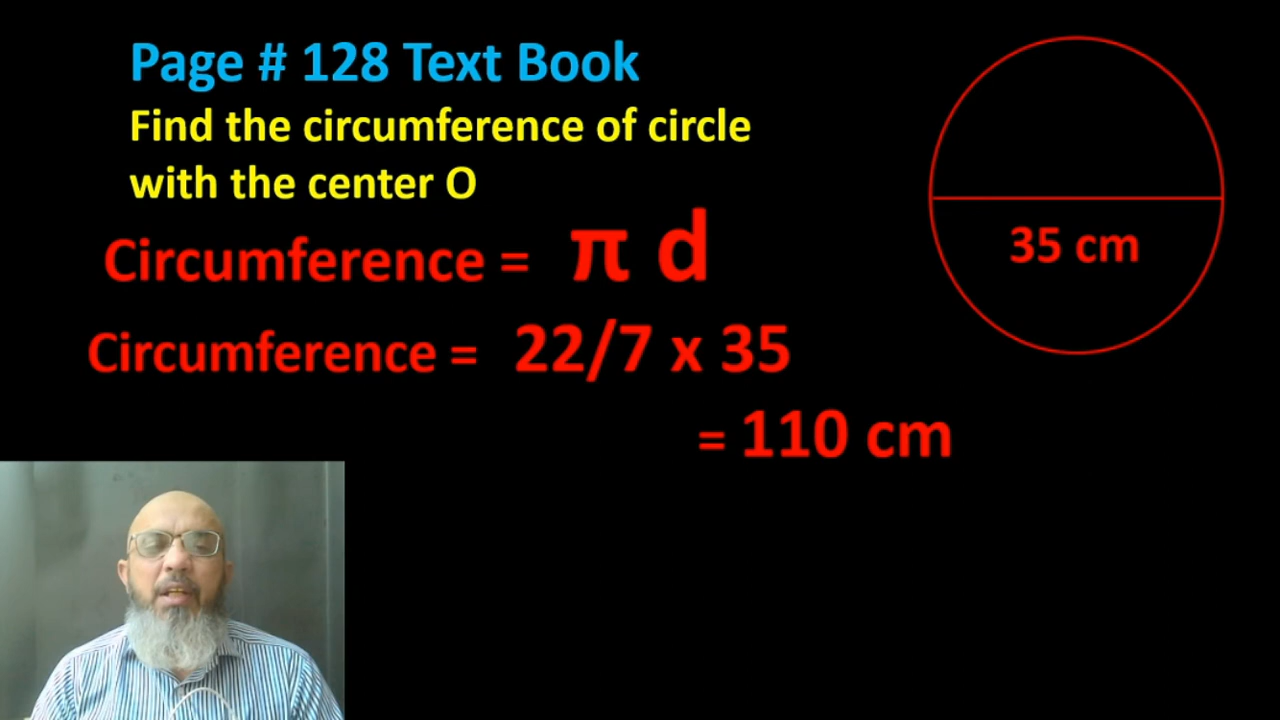 Page # 128 Text Book
Find the circumference of circle
with the center O
Circumference = π d
35 cm
Circumference = 22/7 x 35
= 110 cm